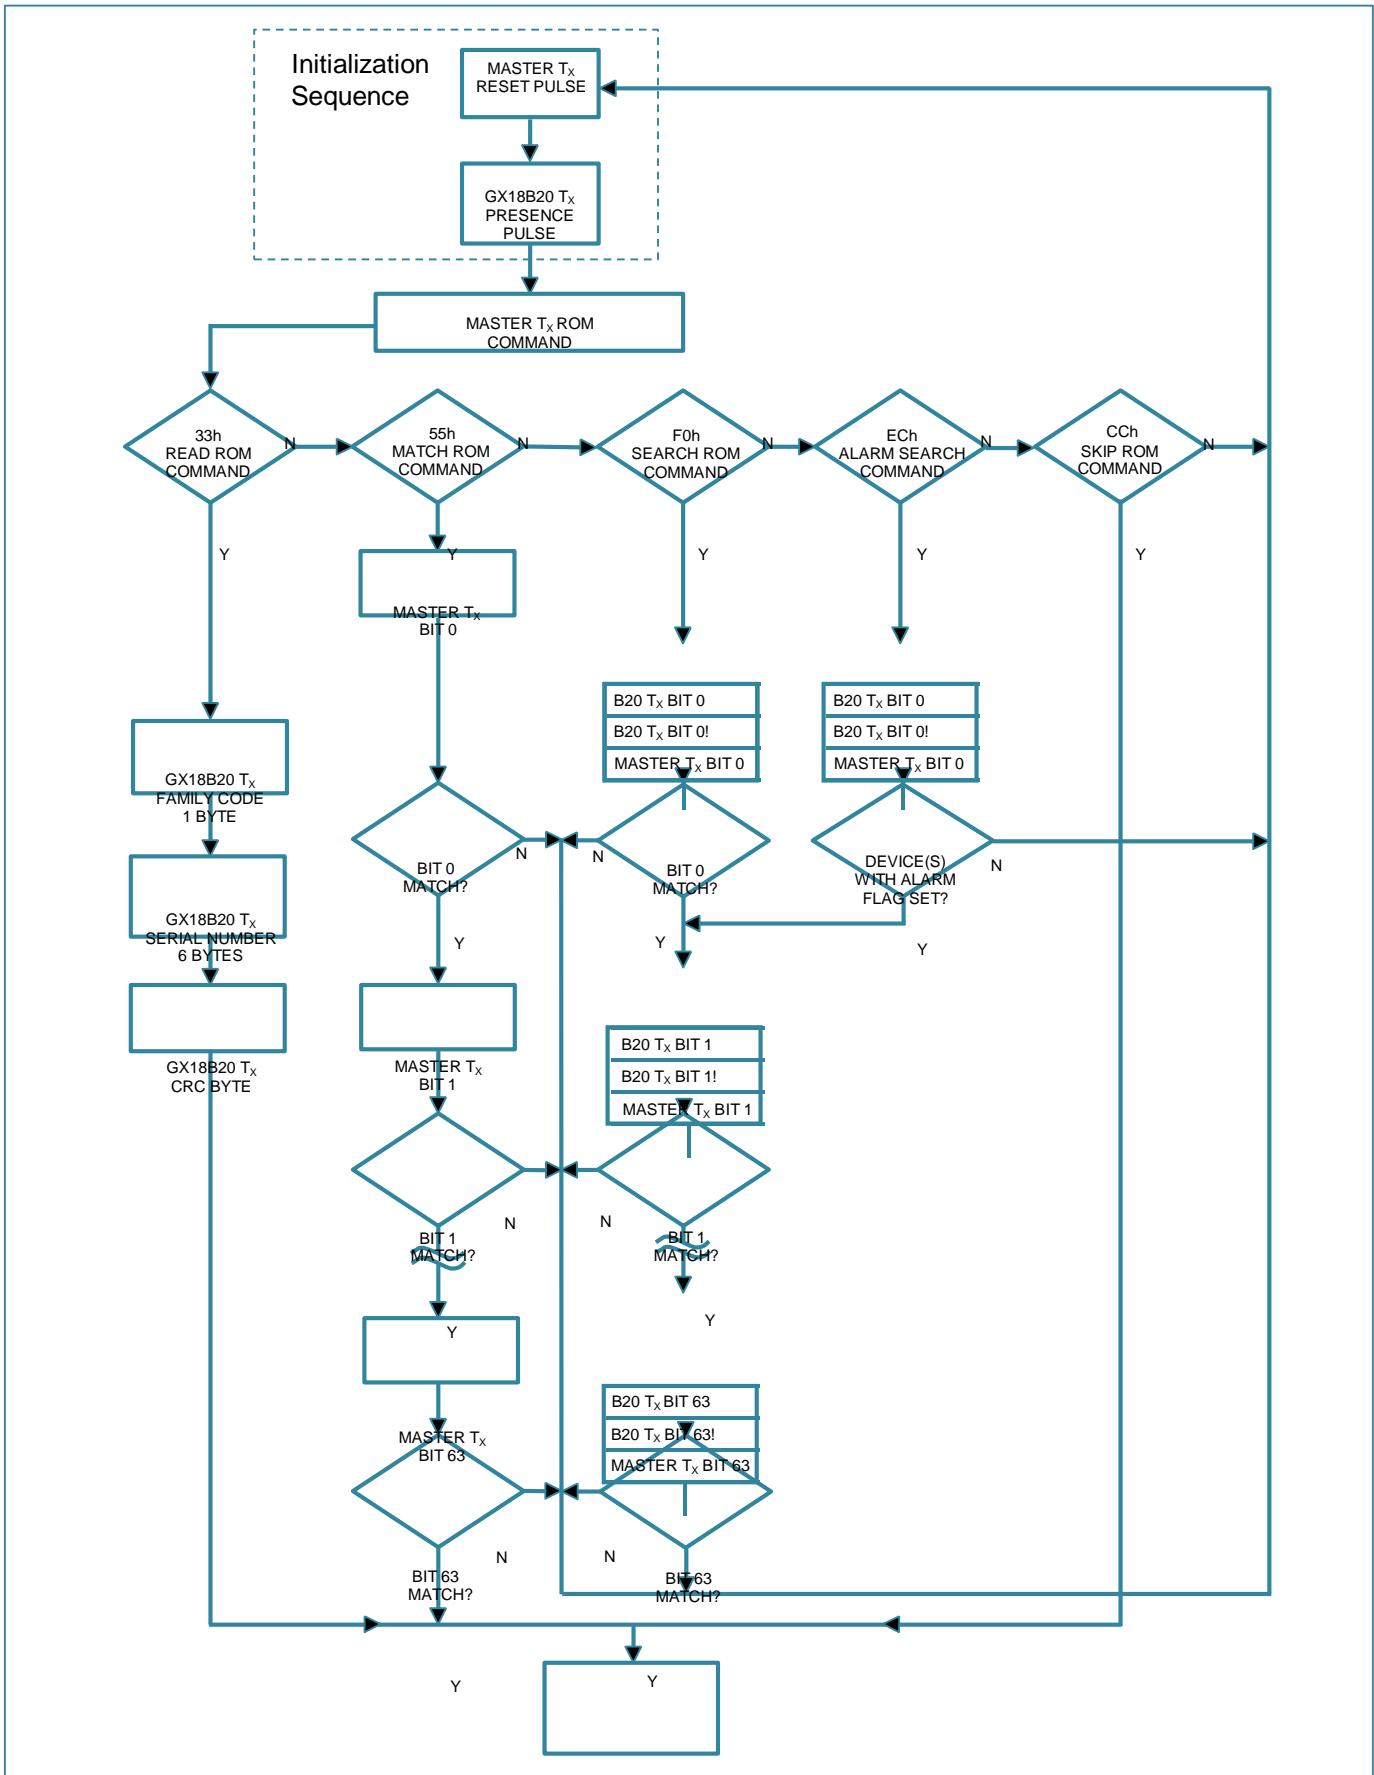 Initialization
Sequence
MASTER TX
RESET PULSE
GX18B20 TX
PRESENCE
PULSE
MASTER TX ROM
COMMAND
33h
READ ROM
COMMAND
N
55h
MATCH ROM
COMMAND
N
F0h
SEARCH ROM
COMMAND
N
ECh
ALARM SEARCH
COMMAND
N
CCh
SKIP ROM
COMMAND
N
Y
Y
Y
Y
Y
MASTER TX
BIT 0
B20 TX BIT 0
B20 TX BIT 0!
MASTER TX BIT 0
B20 TX BIT 0
B20 TX BIT 0!
MASTER TX BIT 0
GX18B20 TX
FAMILY CODE
1 BYTE
BIT 0
MATCH?
N
N
BIT 0
MATCH?
DEVICE(S)
WITH ALARM
FLAG SET?
N
GX18B20 TX
SERIAL NUMBER
6 BYTES
Y
Y
Y
GX18B20 TX
CRC BYTE
MASTER TX
BIT 1
B20 TX BIT 1
B20 TX BIT 1!
MASTER TX BIT 1
N
N
BIT 1
MATCH?
BIT 1
MATCH?
Y
Y
MASTER TX
BIT 63
B20 TX BIT 63
B20 TX BIT 63!
MASTER TX BIT 63
N
N
BIT 63
MATCH?
BIT 63
MATCH?
Y
Y